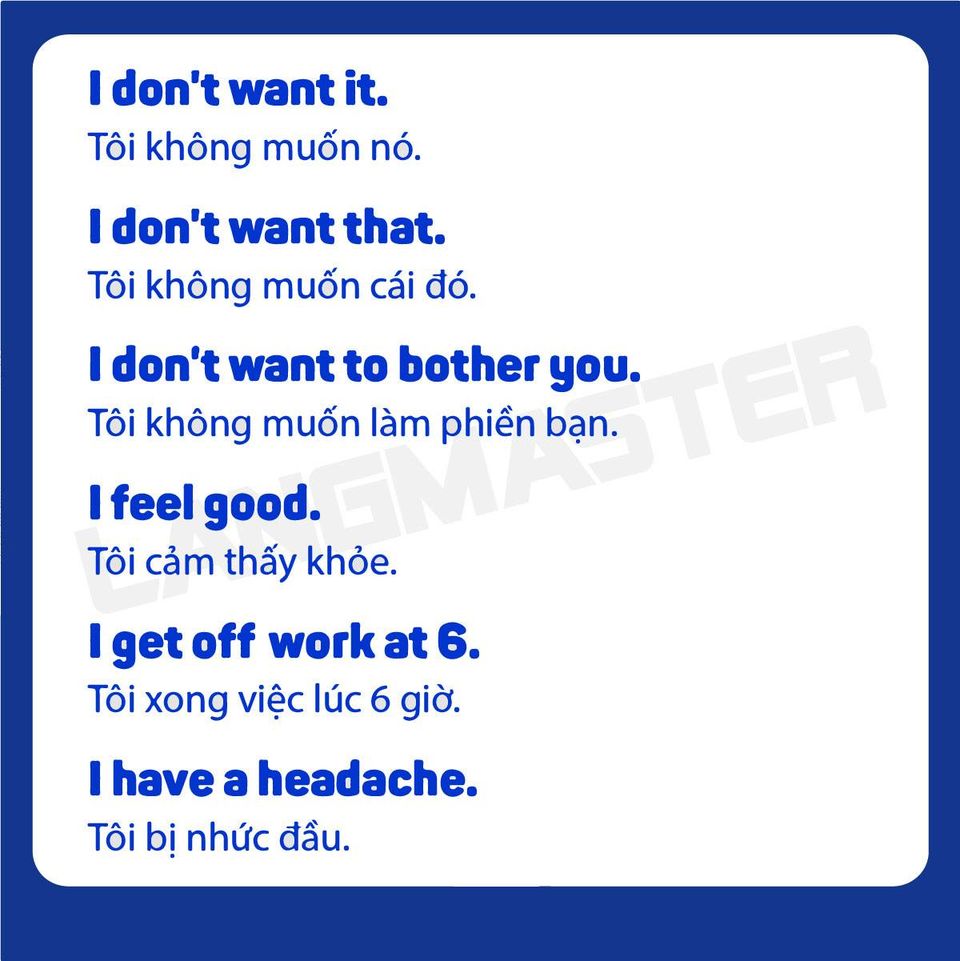 I don't want it.
Tôi không muốn nó.
I don't want that.
Tôi không muốn cái đó.
I don't want to bother you.
Tôi không muốn làm phiền bạn.
I feel good.
Tôi cảm thấy khỏe.
I get off work at 6.
Tôi xong việc lúc 6 giờ.
I have a headache.
Tôi bị nhức đầu.
LANGMASTER